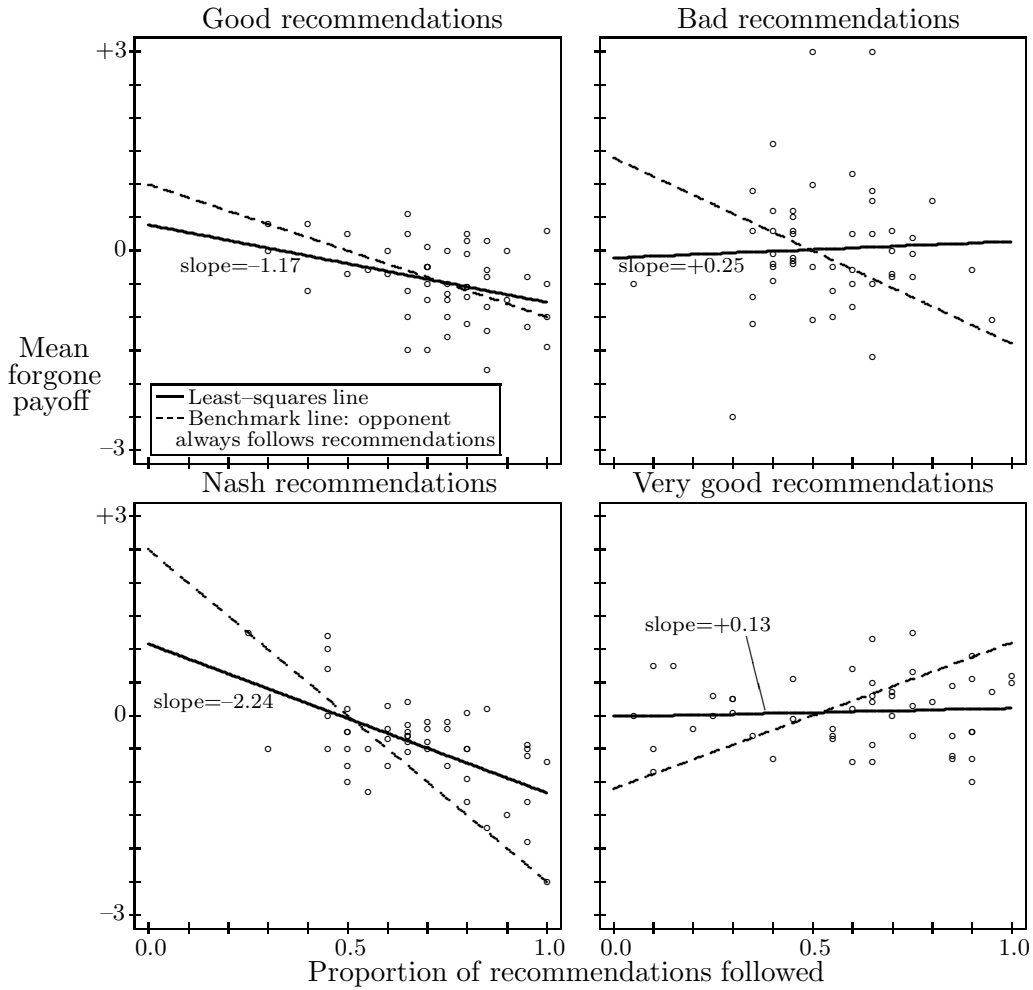 Good recommendations
Bad recommendations
+3
0
slope=–1.17
slope=+0.25
Mean
forgone
payoff
Least–squares line
Benchmark line: opponent
always follows recommendations
–3
Nash recommendations
Very good recommendations
+3
slope=+0.13
slope=–2.24
0
–3
0.0
0.5
1.0
0.0
0.5
1.0
Proportion of recommendations followed